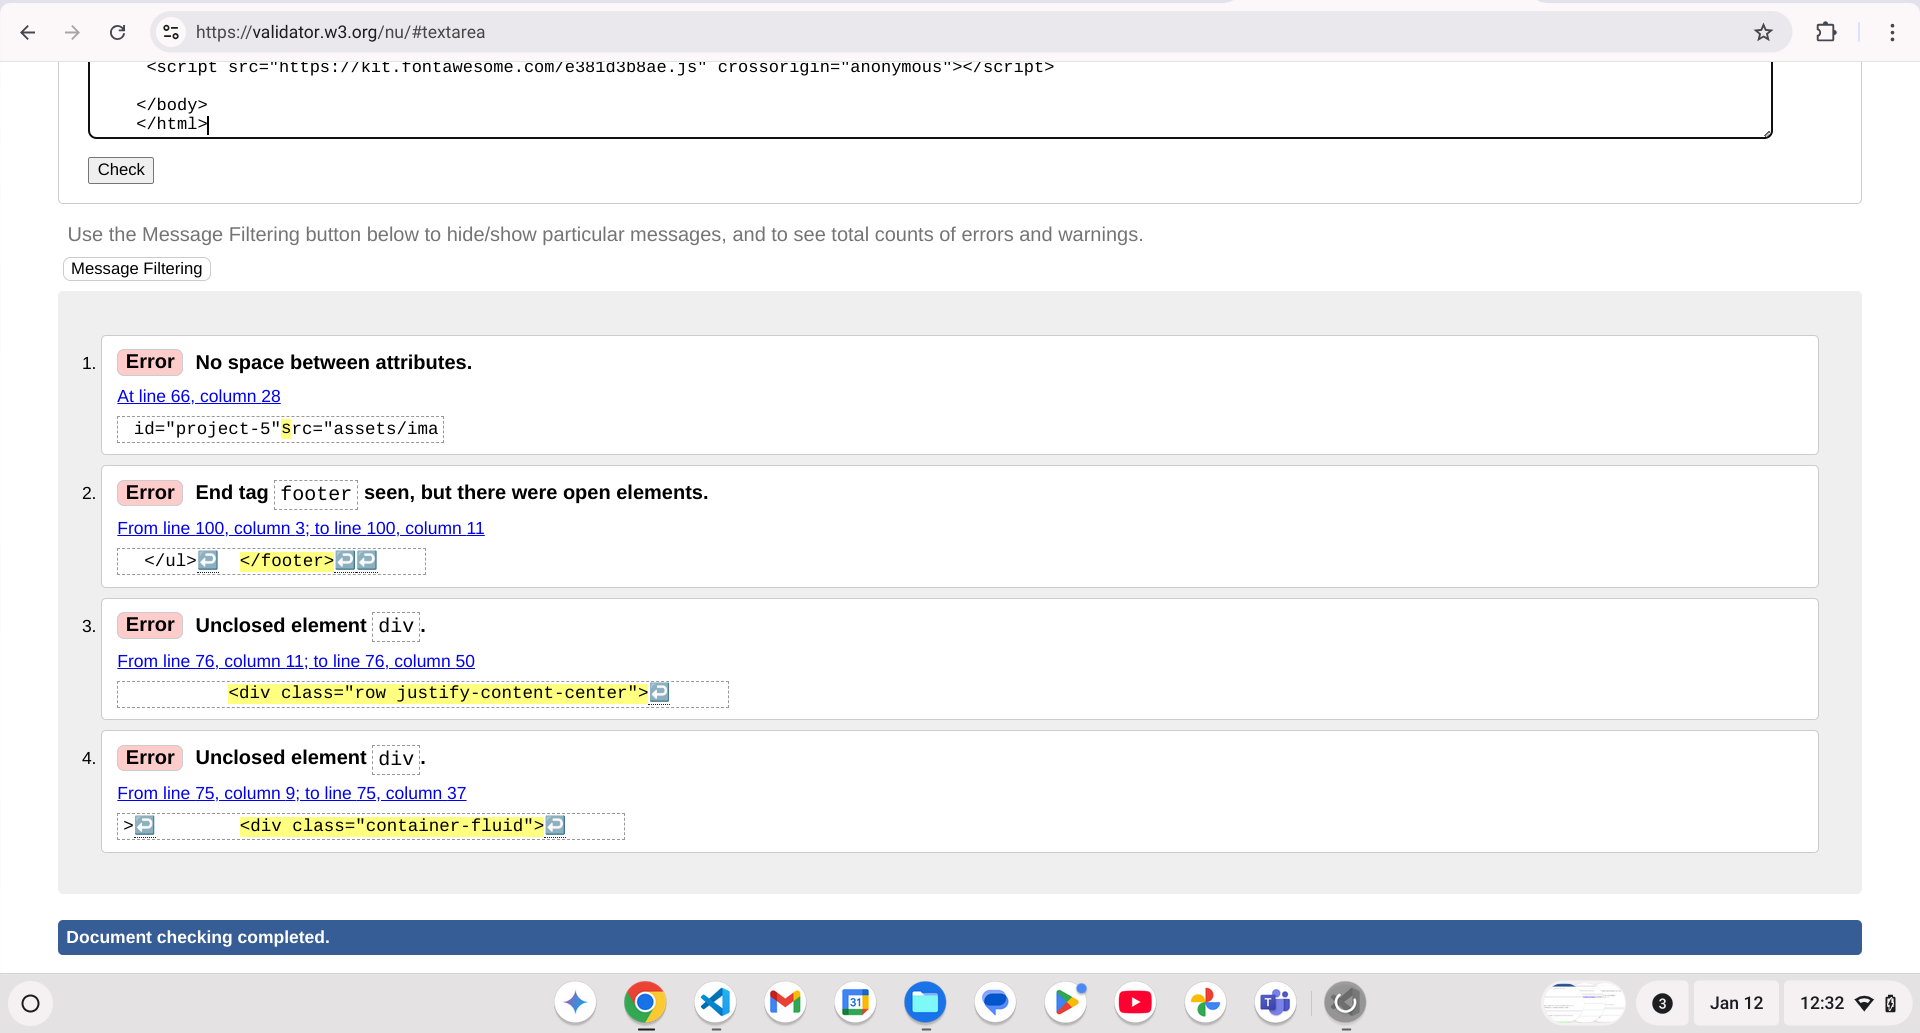 https://validator.w3.org/nu/#textarea
<script src="https://kit.fontawesome.com/e381d3b8ae.js" crossorigin="anonymous"></script>
</body>
</html>
Check
Use the Message Filtering button below to hide/show particular messages, and to see total counts of errors and warnings.
Message Filtering
1. Error No space between attributes.
At line 66, column 28
id="project-5"src="assets/ima
2. Error End tag footer seen, but there were open elements.
From line 100, column 3; to line 100, column 11
</ul>↩ </footer>↩↩
3. Error Unclosed element div.
From line 76, column 11; to line 76, column 50
<div class="row justify-content-center">↩
4. Error Unclosed element div.
From line 75, column 9; to line 75, column 37
>↩ <div class="container-fluid">↩
Document checking completed.
31
T
3
Jan 12
12:32